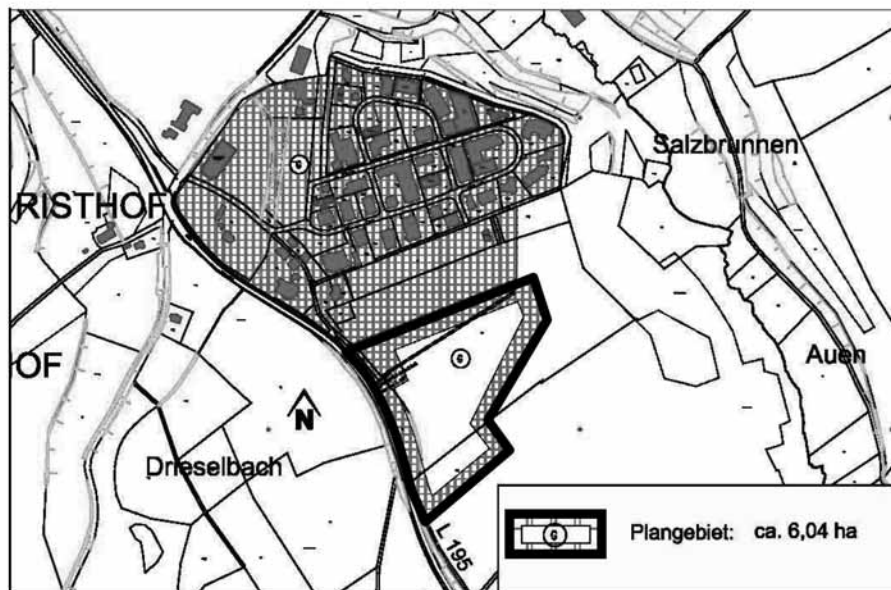 Salzbrunnen
G
RISTHOF
Auen
G
OF
N
Drieselbach
L 195
G
Plangebiet: ca. 6,04 ha